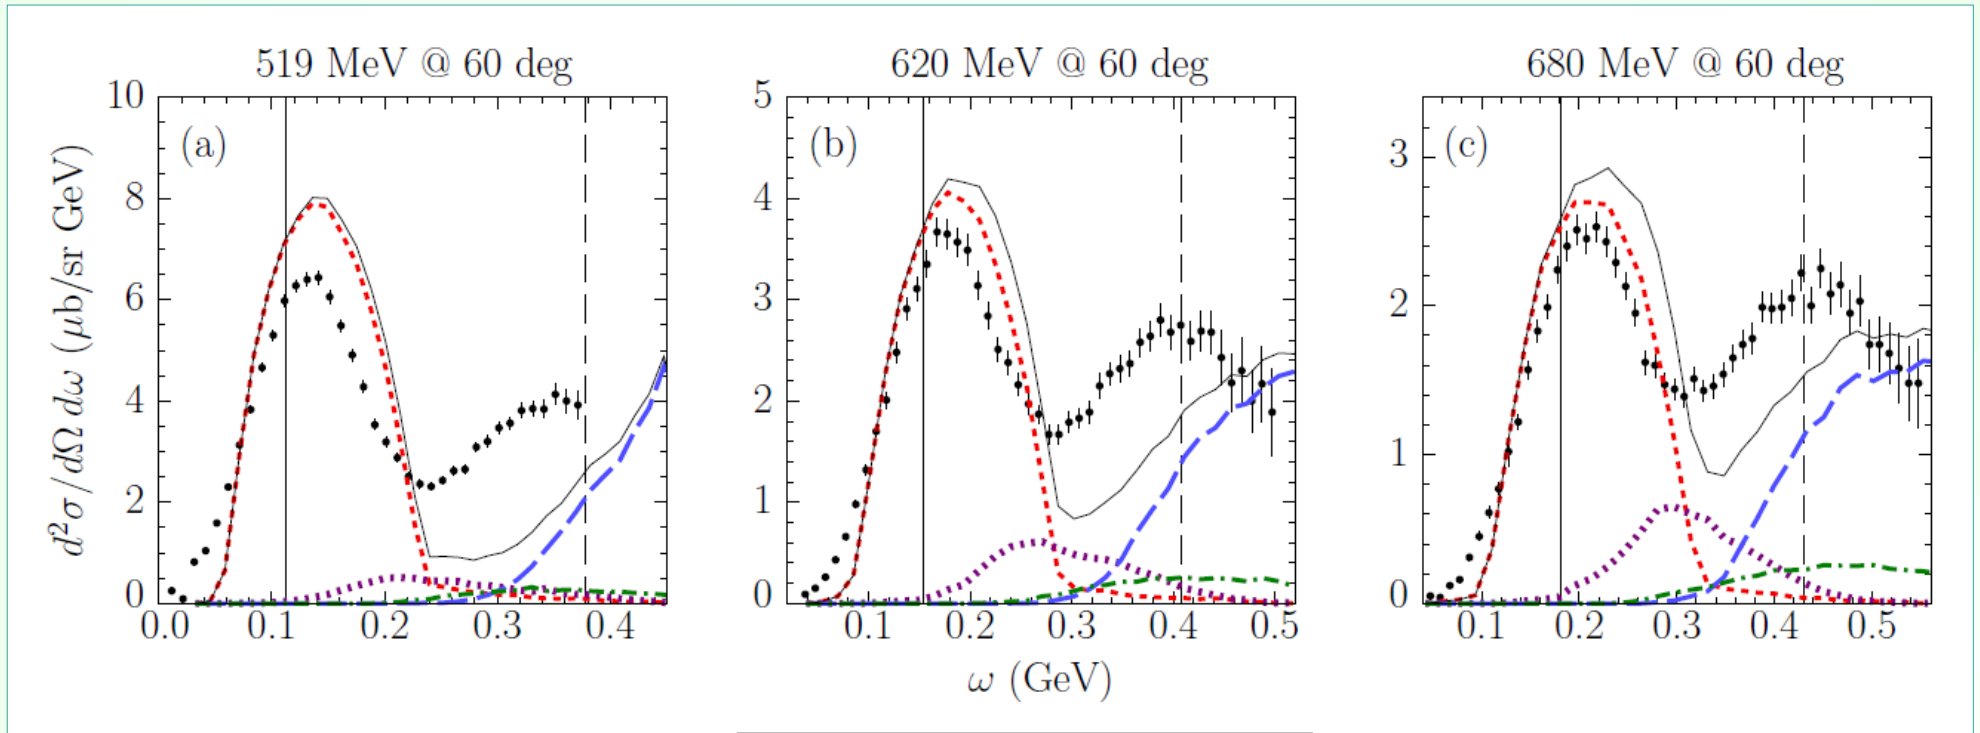 519 MeV @ 60 deg
620 MeV @ 60 deg
680 MeV @ 60 deg
d²σ/dΩ dω (μb/sr GeV)
(a)
10
8
6
4
2
0
0.0 0.1 0.2 0.3 0.4
(b)
5
4
3
2
1
0
0.1 0.2 0.3 0.4 0.5
(c)
3
2
1
0
0.1 0.2 0.3 0.4 0.5
ω (GeV)